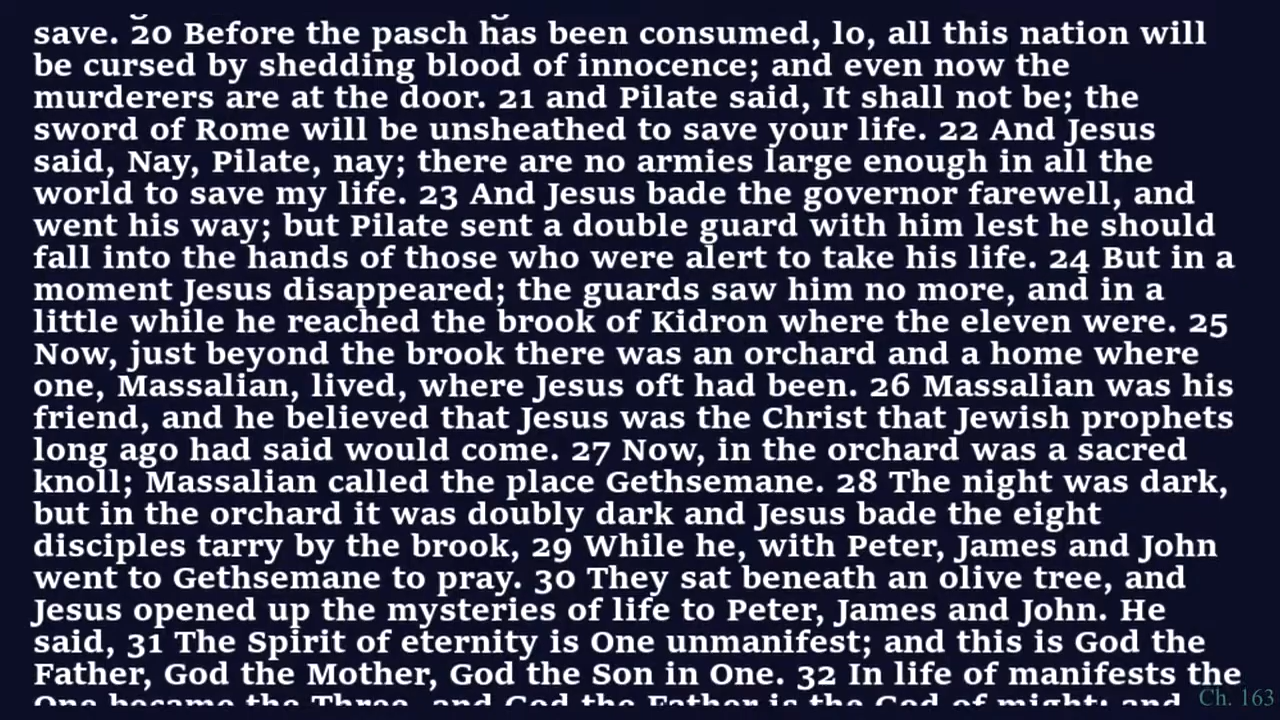 save. 20 Before the pasch has been consumed, lo, all this nation will
be cursed by shedding blood of innocence; and even now the
murderers are at the door. 21 and Pilate said, It shall not be; the
sword of Rome will be unsheathed to save your life. 22 And Jesus
said, Nay, Pilate, nay; there are no armies large enough in all the
world to save my life. 23 And Jesus bade the governor farewell, and
went his way; but Pilate sent a double guard with him lest he should
fall into the hands of those who were alert to take his life. 24 But in a
moment Jesus disappeared; the guards saw him no more, and in a
little while he reached the brook of Kidron where the eleven were. 25
Now, just beyond the brook there was an orchard and a home where
one, Massalian, lived, where Jesus oft had been. 26 Massalian was his
friend, and he believed that Jesus was the Christ that Jewish prophets
long ago had said would come. 27 Now, in the orchard was a sacred
knoll; Massalian called the place Gethsemane. 28 The night was dark,
but in the orchard it was doubly dark and Jesus bade the eight
disciples tarry by the brook, 29 While he, with Peter, James and John
went to Gethsemane to pray. 30 They sat beneath an olive tree, and
Jesus opened up the mysteries of life to Peter, James and John. He
said, 31 The Spirit of eternity is One unmanifest; and this is God the
Father, God the Mother, God the Son in One. 32 In life of manifests the
One became the Three, and God the Father is the God of might; and
Ch. 163